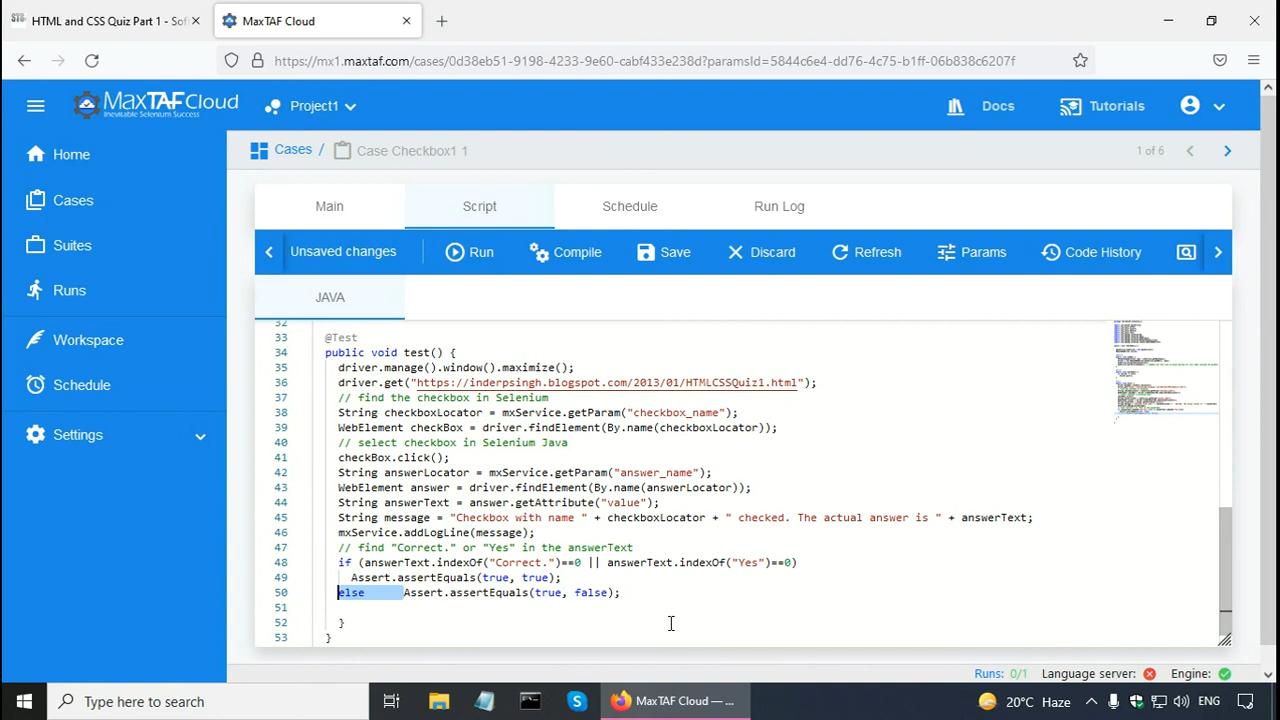 HTML and CSS Quiz Part 1 - Sof
MaxTAF Cloud
https://mx1.maxtaf.com/cases/0d38eb51-9198-4233-9e60-cabf433e238d?paramsId=5844c6e4-dd76-4c75-b1ff-06b838c6207f
MaxTAF Cloud
Inevitable Selenium Success
Project1
Docs
Tutorials
Home
Cases
Suites
Runs
Workspace
Schedule
Settings
Cases / Case Checkbox1 1
1 of 6
Main
Script
Schedule
Run Log
Unsaved changes
Run
Compile
Save
Discard
Refresh
Params
Code History
JAVA
32
33 @Test
34 public void test() {
35 driver.manage().window().maximize();
36 driver.get("https://inderpsingh.blogspot.com/2013/01/HTMLCSSQuiz1.html");
37 // find the checkbox in Selenium
38 String checkboxLocator = mxService.getParam("checkbox_name");
39 WebElement checkBox = driver.findElement(By.name(checkboxLocator));
40 // select checkbox in Selenium Java
41 checkBox.click();
42 String answerLocator = mxService.getParam("answer_name");
43 WebElement answer = driver.findElement(By.name(answerLocator));
44 String answerText = answer.getAttribute("value");
45 String message = "Checkbox with name " + checkboxLocator + " checked. The actual answer is " + answerText;
46 mxService.addLogLine(message);
47 // find "Correct." or "Yes" in the answerText
48 if (answerText.indexOf("Correct.")==0 || answerText.indexOf("Yes")==0)
49 Assert.assertEquals(true, true);
50 else Assert.assertEquals(true, false);
51
52 }
53 }
Runs: 0/1 Language server: Engine:
Type here to search
MaxTAF Cloud — ...
20°C Haze
ENG